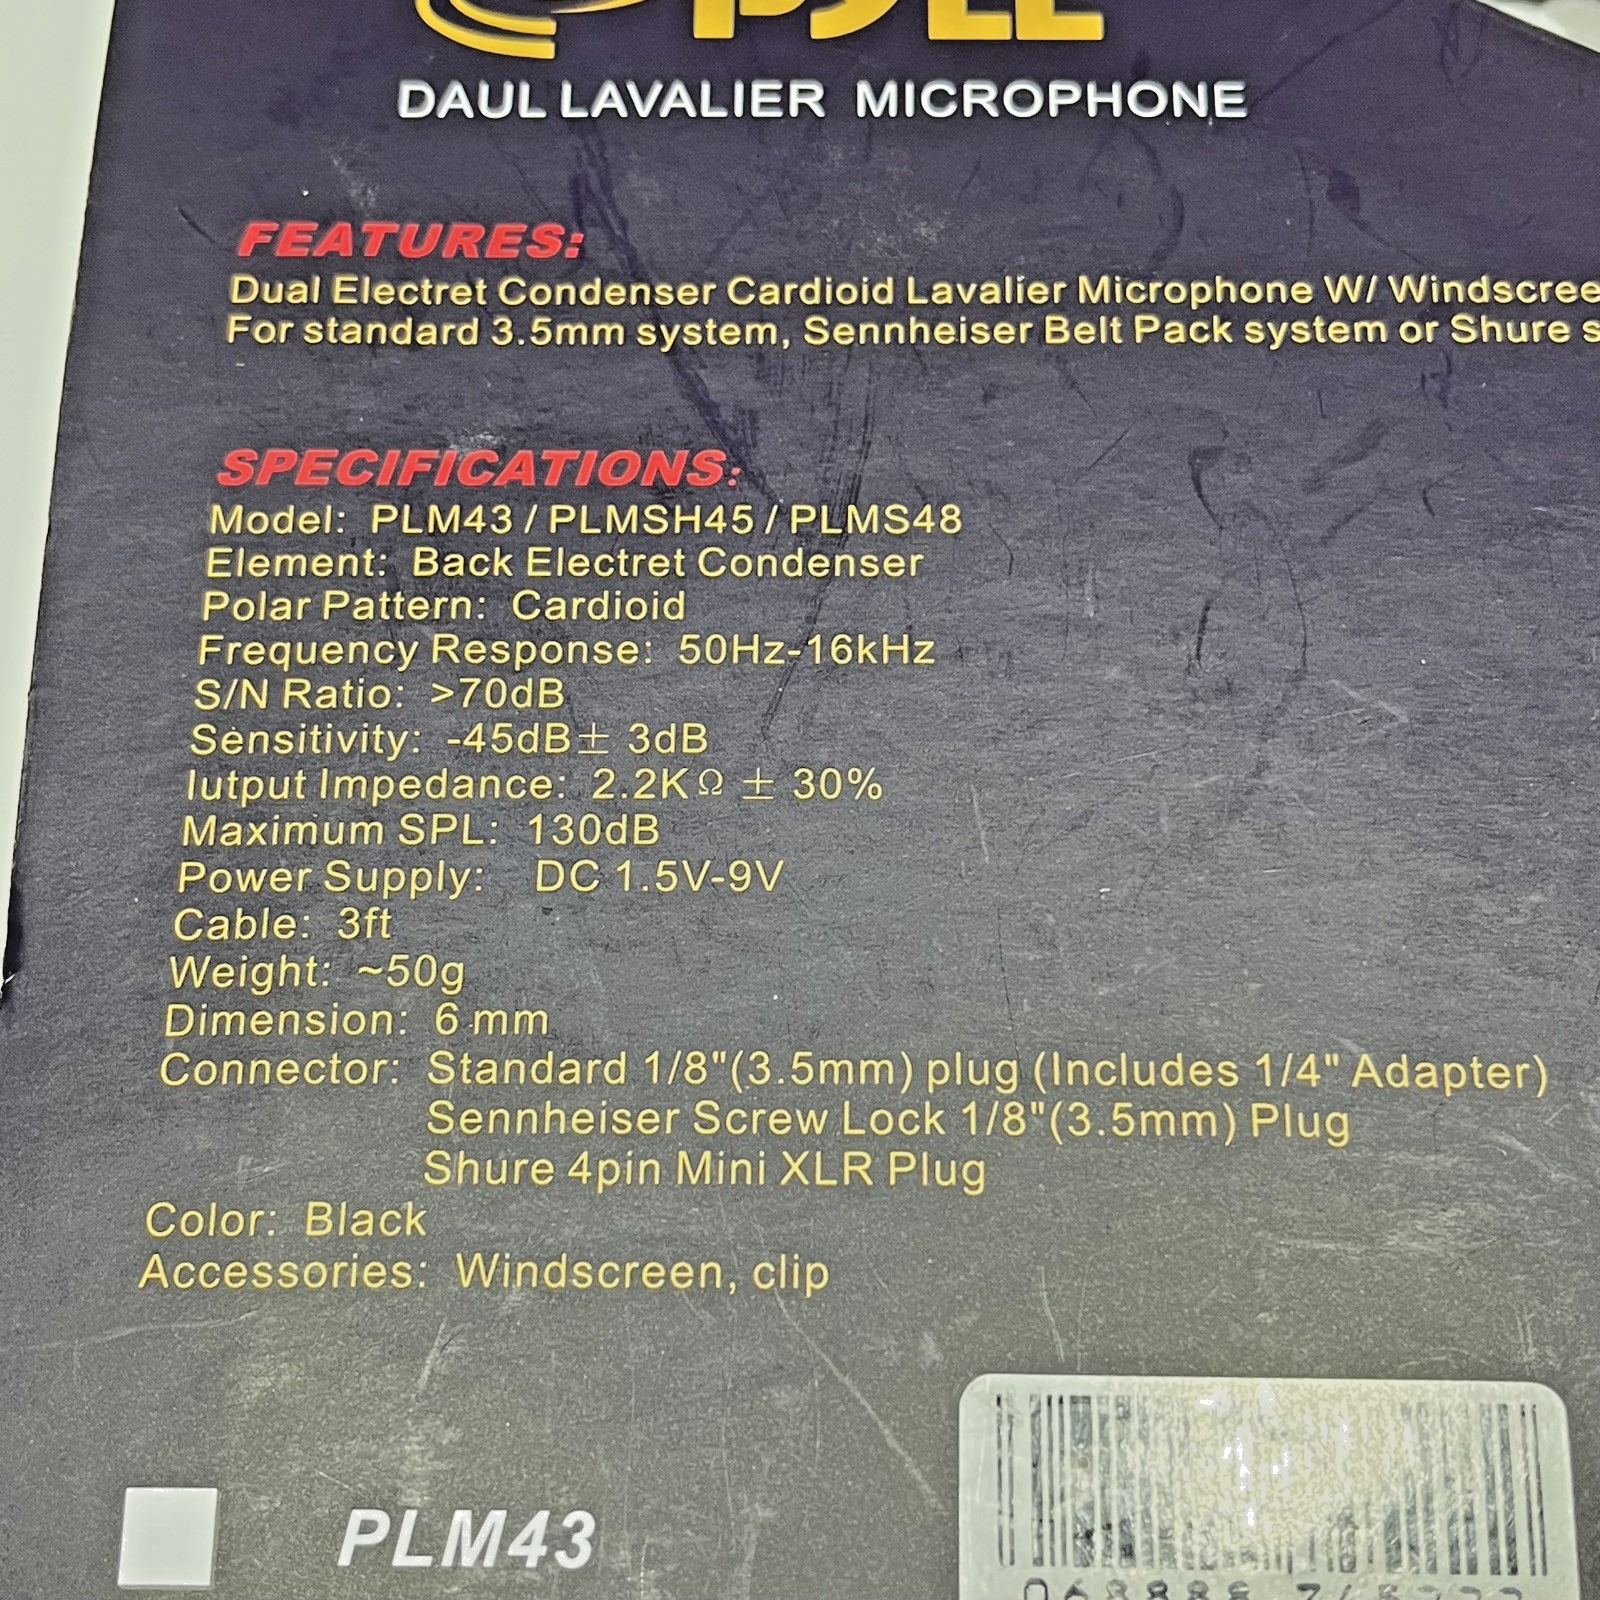 PYLE
DAUL LAVALIER MICROPHONE
FEATURES:
Dual Electret Condenser Cardioid Lavalier Microphone W/ Windscree
For standard 3.5mm system, Sennheiser Belt Pack system or Shure s
SPECIFICATIONS:
Model: PLM43 / PLMSH45 / PLMS48
Element: Back Electret Condenser
Polar Pattern: Cardioid
Frequency Response: 50Hz-16kHz
S/N Ratio: >70dB
Sensitivity: -45dB± 3dB
Iutput Impedance: 2.2KΩ ± 30%
Maximum SPL: 130dB
Power Supply: DC 1.5V-9V
Cable: 3ft
Weight: ~50g
Dimension: 6 mm
Connector: Standard 1/8"(3.5mm) plug (Includes 1/4" Adapter)
Sennheiser Screw Lock 1/8"(3.5mm) Plug
Shure 4pin Mini XLR Plug
Color: Black
Accessories: Windscreen, clip
PLM43